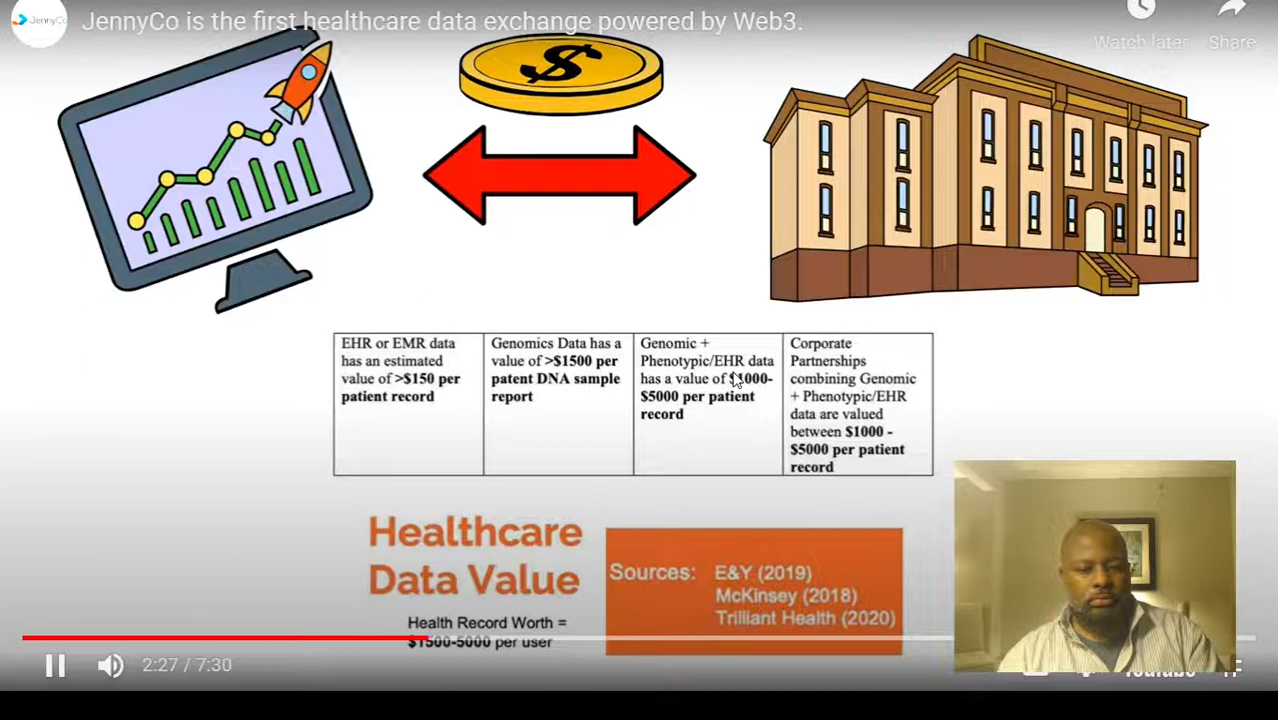 JennyCo
JennyCo is the first healthcare data exchange powered by Web3.
Watch later
Share
$
EHR or EMR data
has an estimated
value of >$150 per
patient record
Genomics Data has a
value of >$1500 per
patent DNA sample
report
Genomic +
Phenotypic/EHR data
has a value of $1000-
$5000 per patient
record
Corporate
Partnerships
combining Genomic
+ Phenotypic/EHR
data are valued
between $1000 -
$5000 per patient
record
Healthcare
Data Value
Health Record Worth =
$1500-5000 per user
Sources: E&Y (2019)
McKinsey (2018)
Trilliant Health (2020)
2:27 / 7:30
YouTube